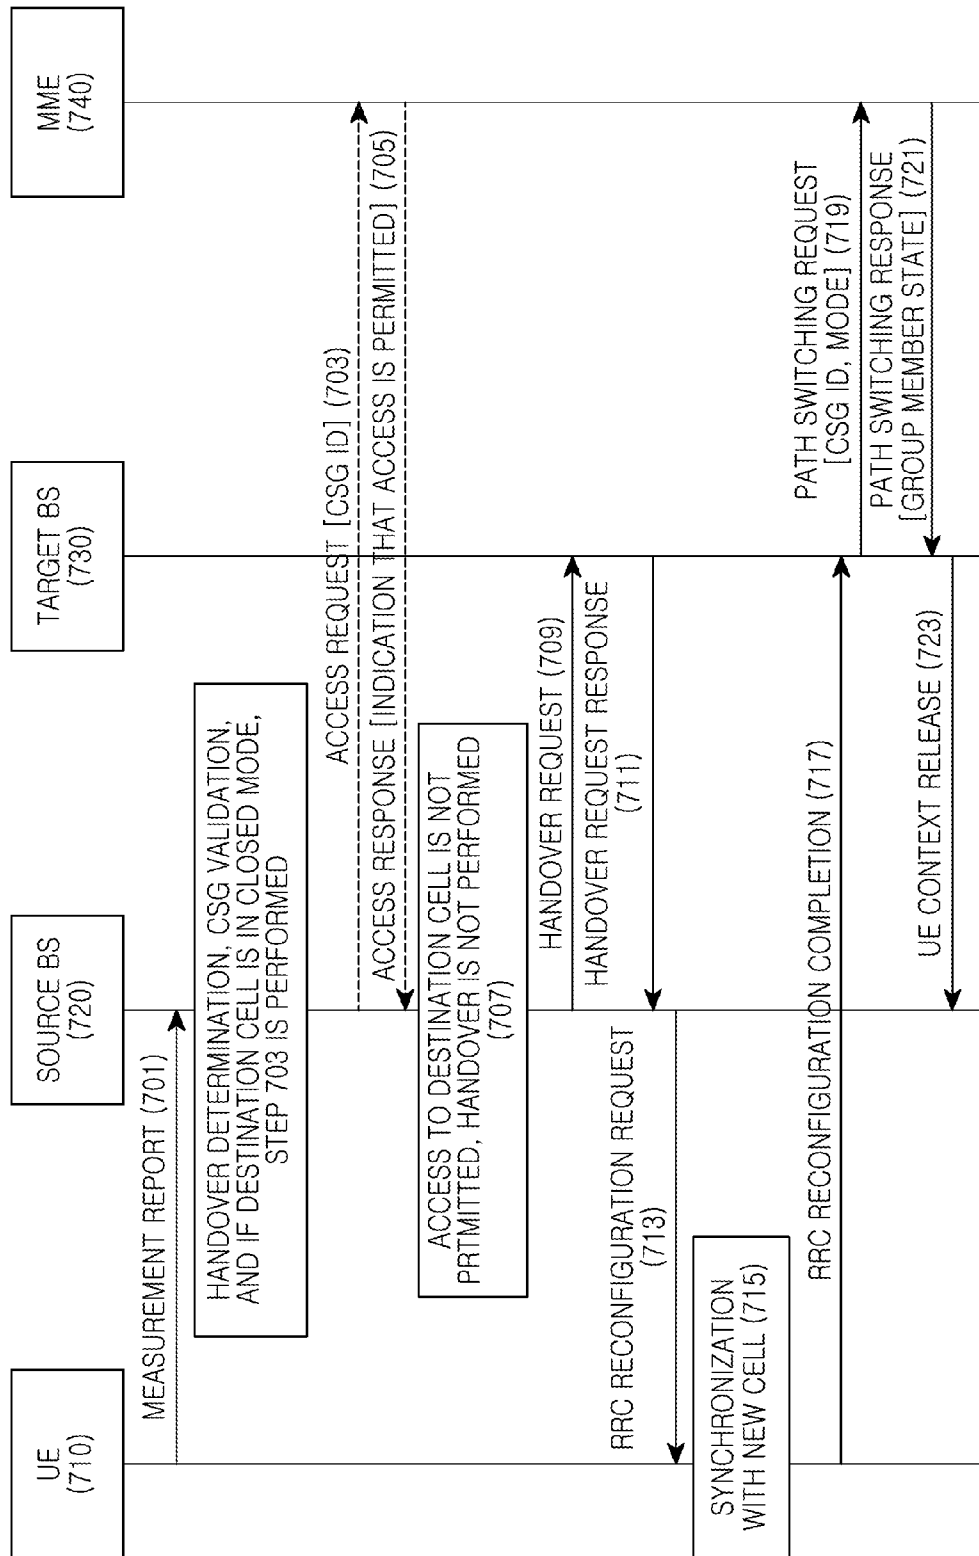 UE
(710)
SOURCE BS
(720)
TARGET BS
(730)
MME
(740)
MEASUREMENT REPORT (701)
HANDOVER DETERMINATION, CSG VALIDATION,
AND IF DESTINATION CELL IS IN CLOSED MODE,
STEP 703 IS PERFORMED
ACCESS REQUEST [CSG ID] (703)
ACCESS RESPONSE [INDICATION THAT ACCESS IS PERMITTED] (705)
ACCESS TO DESTINATION CELL IS NOT
PRTMITTED, HANDOVER IS NOT PERFORMED
(707)
HANDOVER REQUEST (709)
HANDOVER REQUEST RESPONSE
(711)
RRC RECONFIGURATION REQUEST
(713)
SYNCHRONIZATION
WITH NEW CELL (715)
RRC RECONFIGURATION COMPLETION (717)
PATH SWITCHING REQUEST
[CSG ID, MODE] (719)
PATH SWITCHING RESPONSE
[GROUP MEMBER STATE] (721)
UE CONTEXT RELEASE (723)